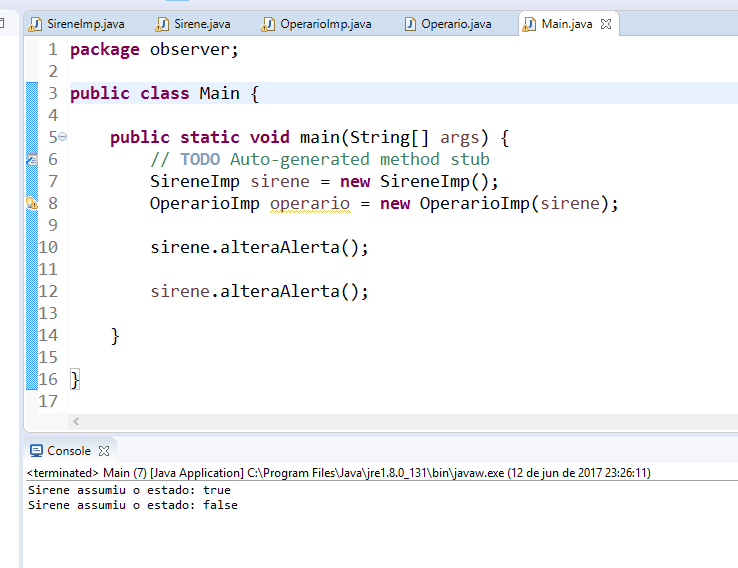 SireneImp.java Sirene.java OperarioImp.java Operario.java Main.java
1 package observer;
2
3 public class Main {
4
5 public static void main(String[] args) {
6 // TODO Auto-generated method stub
7 SireneImp sirene = new SireneImp();
8 OperarioImp operario = new OperarioImp(sirene);
9
10 sirene.alteraAlerta();
11
12 sirene.alteraAlerta();
13
14 }
15
16 }
17
Console
<terminated> Main (7) [Java Application] C:\Program Files\Java\jre1.8.0_131\bin\javaw.exe (12 de jun de 2017 23:26:11)
Sirene assumiu o estado: true
Sirene assumiu o estado: false